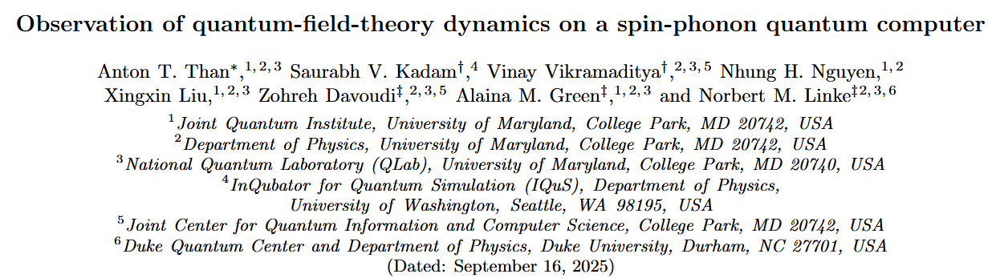 Observation of quantum-field-theory dynamics on a spin-phonon quantum computer
Anton T. Than*,1, 2, 3 Saurabh V. Kadam†,4 Vinay Vikramaditya†,2, 3, 5 Nhung H. Nguyen,1, 2
Xingxin Liu,1, 2, 3 Zohreh Davoudi‡,2, 3, 5 Alaina M. Green‡,1, 2, 3 and Norbert M. Linke‡2, 3, 6
1Joint Quantum Institute, University of Maryland, College Park, MD 20742, USA
2Department of Physics, University of Maryland, College Park, MD 20742, USA
3National Quantum Laboratory (QLab), University of Maryland, College Park, MD 20740, USA
4InQubator for Quantum Simulation (IQuS), Department of Physics,
University of Washington, Seattle, WA 98195, USA
5Joint Center for Quantum Information and Computer Science, College Park, MD 20742, USA
6Duke Quantum Center and Department of Physics, Duke University, Durham, NC 27701, USA
(Dated: September 16, 2025)